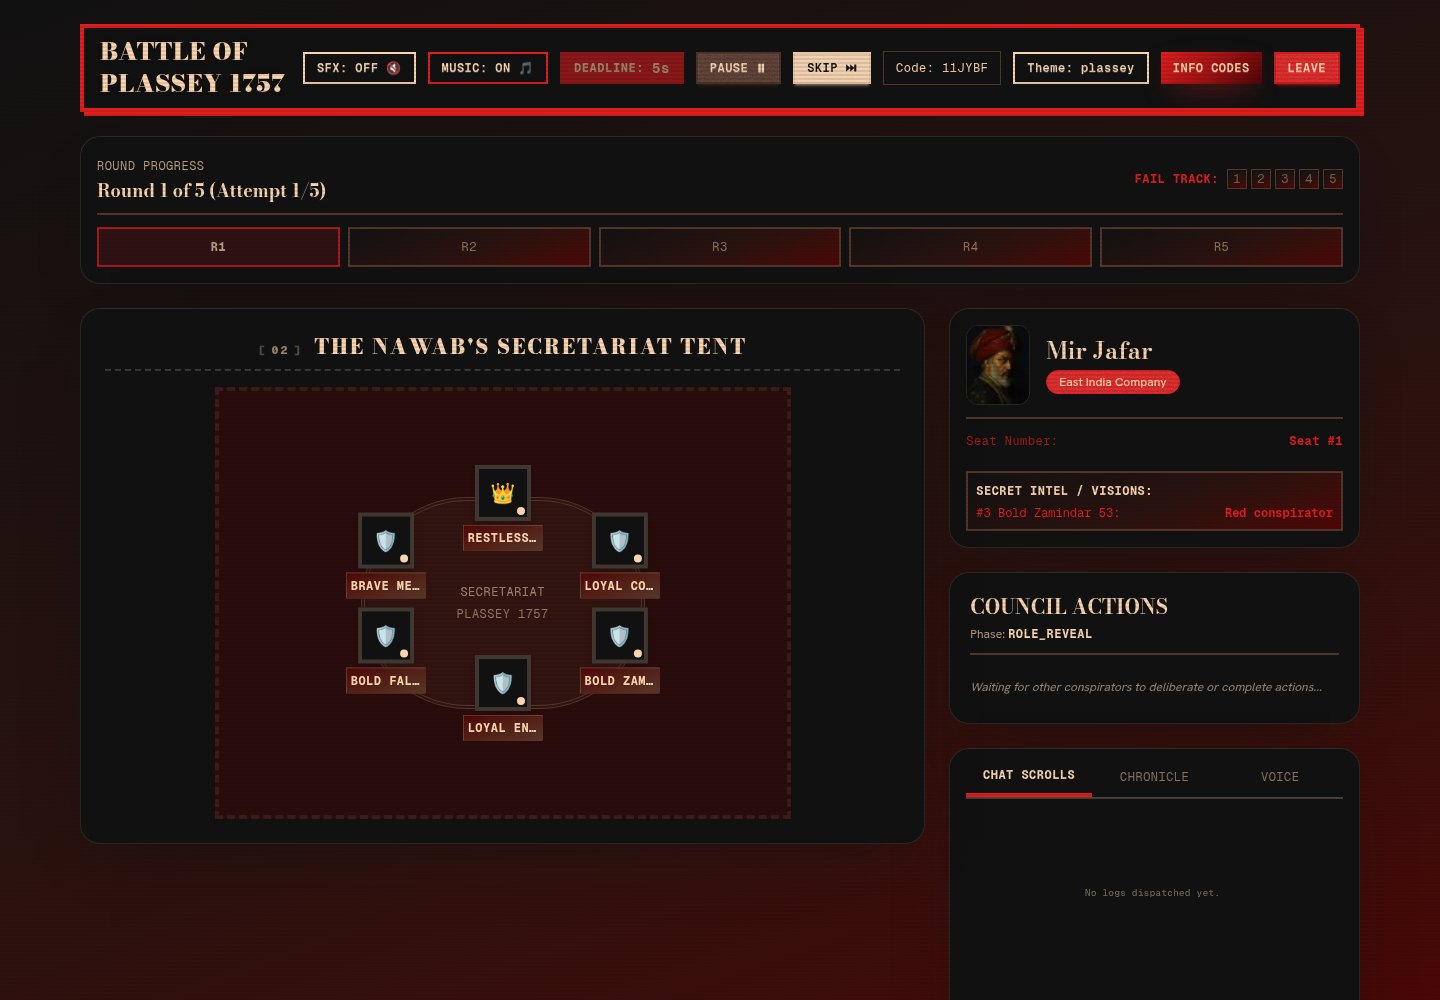 BATTLE OF
PLASSEY 1757
SFX: OFF 🔇
MUSIC: ON 🎵
DEADLINE: 5s
PAUSE ⏸
SKIP ⏭
Code: 11JYBF
Theme: plassey
INFO CODES
LEAVE
ROUND PROGRESS
Round 1 of 5 (Attempt 1/5)
FAIL TRACK: 1 2 3 4 5
R1 R2 R3 R4 R5
[ 02 ] THE NAWAB'S SECRETARIAT TENT
RESTLESS…
BRAVE ME…
LOYAL CO…
SECRETARIAT
PLASSEY 1757
BOLD FAL…
BOLD ZAM…
LOYAL EN…
Mir Jafar
East India Company
Seat Number: Seat #1
SECRET INTEL / VISIONS:
#3 Bold Zamindar 53: Red conspirator
COUNCIL ACTIONS
Phase: ROLE_REVEAL
Waiting for other conspirators to deliberate or complete actions...
CHAT SCROLLS CHRONICLE VOICE
No logs dispatched yet.